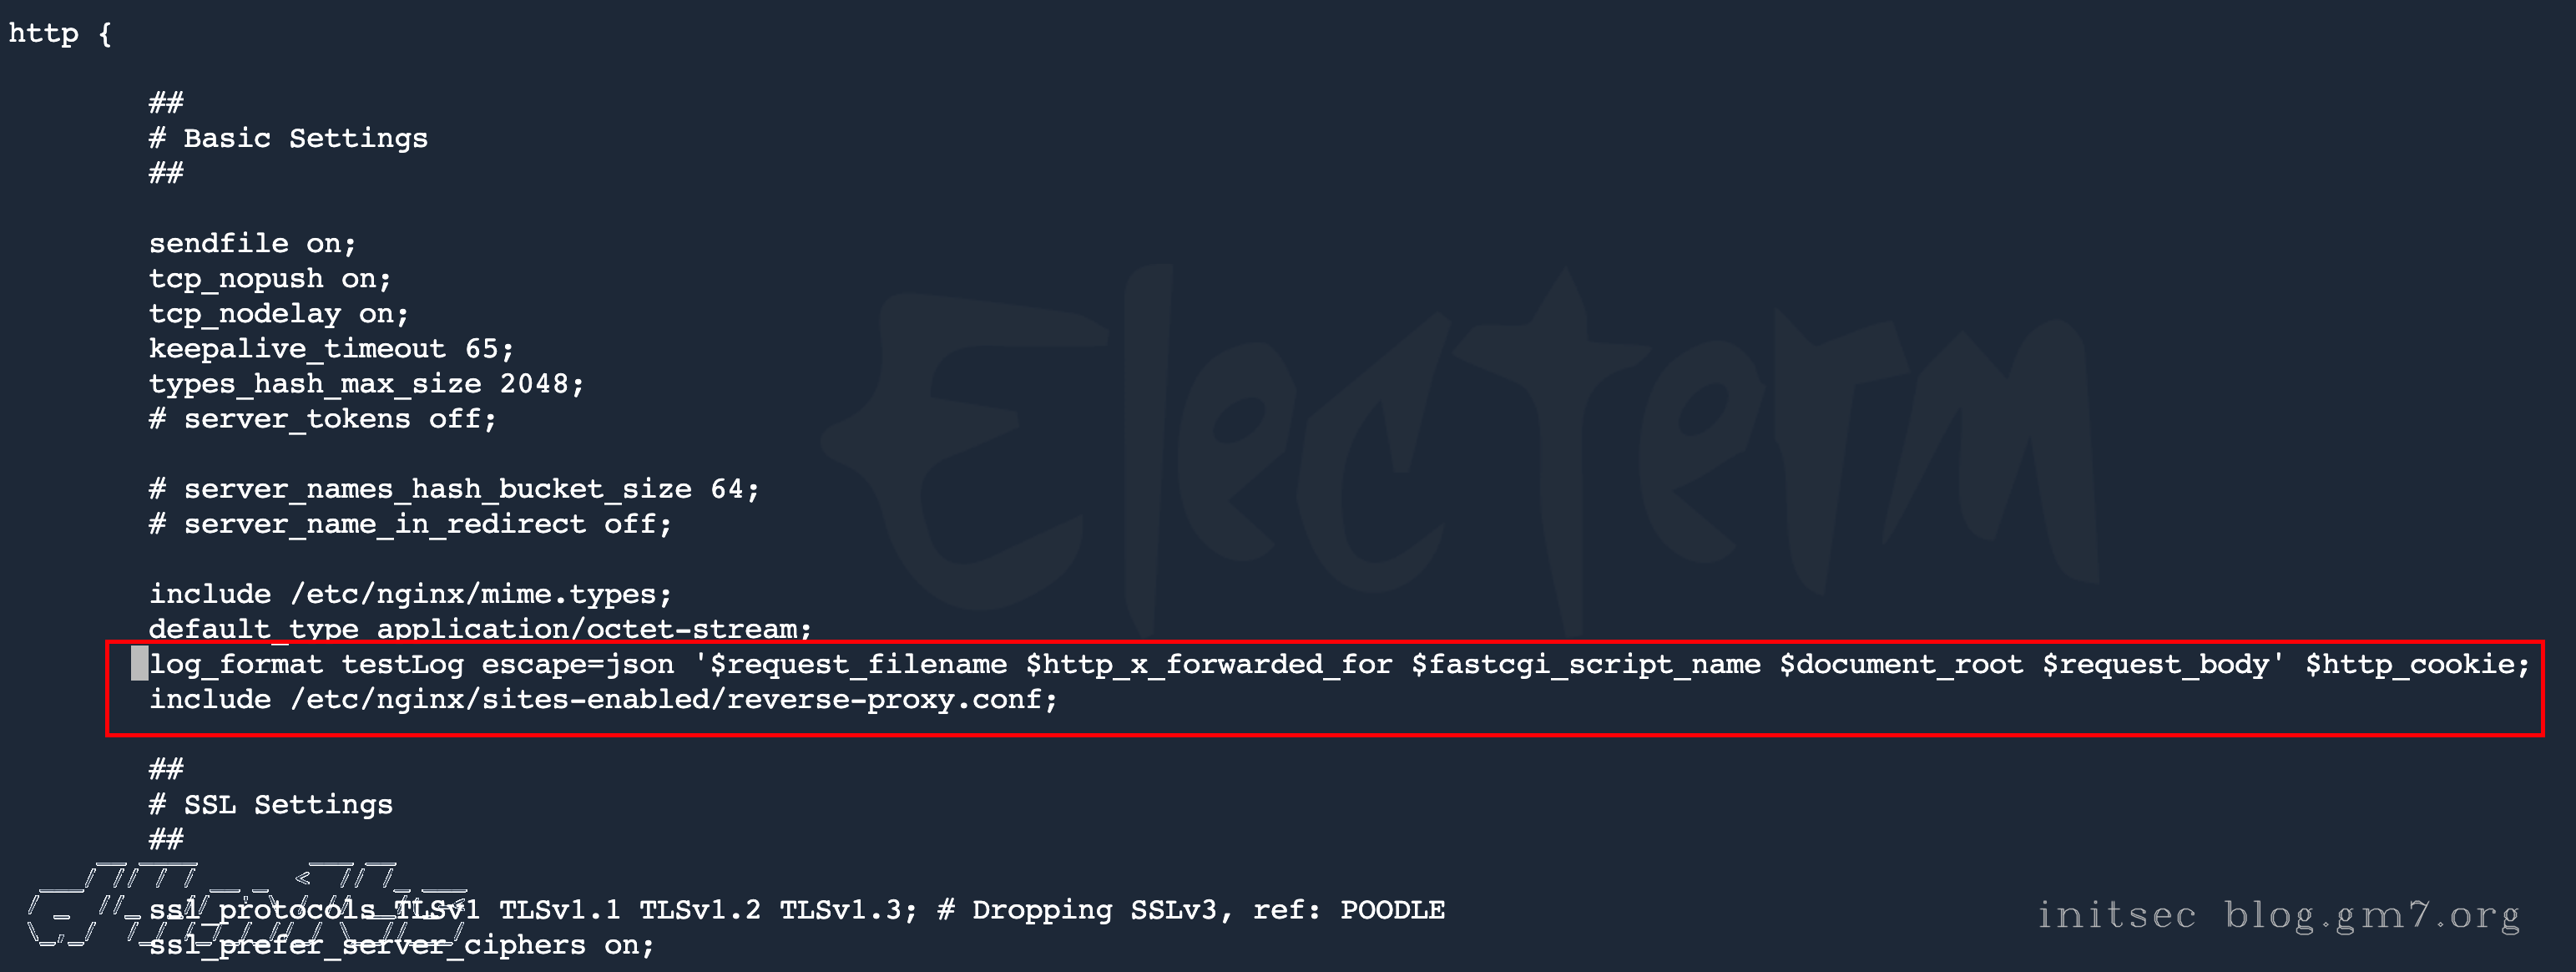 http {
##
# Basic Settings
##
sendfile on;
tcp_nopush on;
tcp_nodelay on;
keepalive_timeout 65;
types_hash_max_size 2048;
# server_tokens off;
# server_names_hash_bucket_size 64;
# server_name_in_redirect off;
include /etc/nginx/mime.types;
default_type application/octet-stream;
log_format testLog escape=json '$request_filename $http_x_forwarded_for $fastcgi_script_name $document_root $request_body' $http_cookie;
include /etc/nginx/sites-enabled/reverse-proxy.conf;
##
# SSL Settings
##
ssl_protocols TLSv1 TLSv1.1 TLSv1.2 TLSv1.3; # Dropping SSLv3, ref: POODLE
ssl_prefer_server_ciphers on;
Electerm
initsec blog.gm7.org